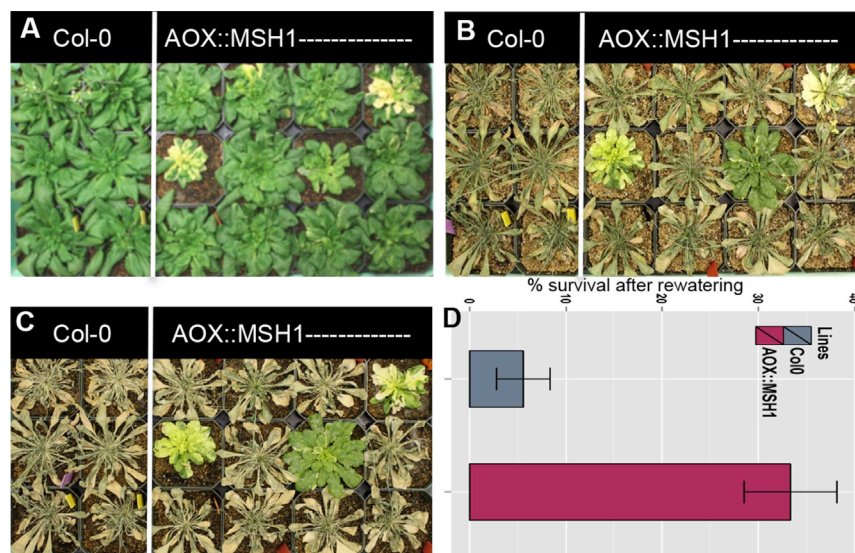 A
Col-0
AOX::MSH1--------------
B
Col-0
AOX::MSH1-------------
C
Col-0
AOX::MSH1-------------
% survival after rewatering
0
10
20
30
40
D
Lines
Col0
AOX::MSH1